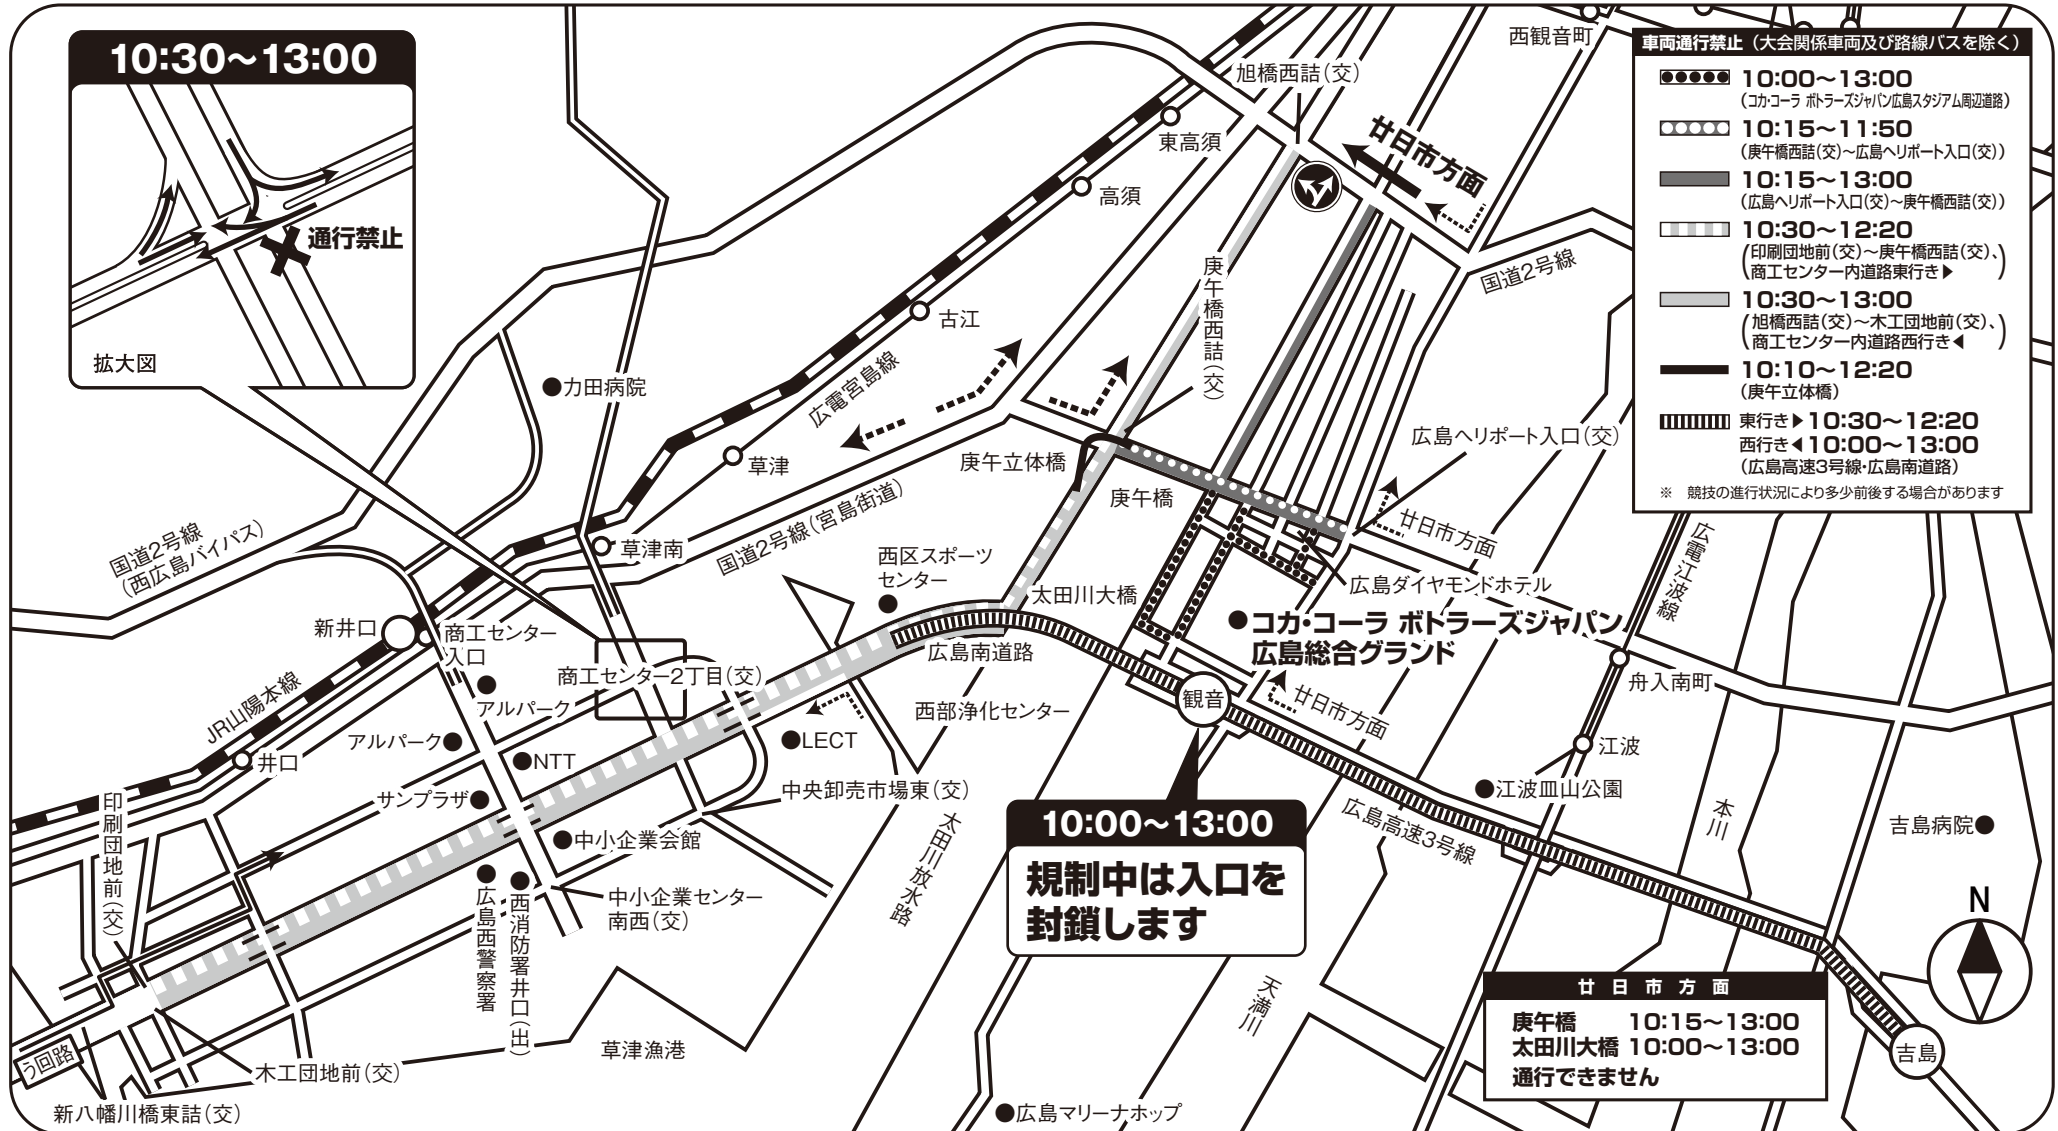 10:30～13:00
通行禁止
拡大図
車両通行禁止（大会関係車両及び路線バスを除く）
10:00～13:00
（コカ・コーラ ボトラーズジャパン広島スタジアム周辺道路）
10:15～11:50
（庚午橋西詰（交）～広島ヘリポート入口（交））
10:15～13:00
（広島ヘリポート入口（交）～庚午橋西詰（交））
10:30～12:20
（印刷団地前（交）～庚午橋西詰（交）、
商工センター内道路東行き▶）
10:30～13:00
（旭橋西詰（交）～木工団地前（交）、
商工センター内道路西行き◀）
10:10～12:20
（庚午立体橋）
東行き▶10:30～12:20
西行き◀10:00～13:00
（広島高速3号線・広島南道路）
※ 競技の進行状況により多少前後する場合があります
西観音町
旭橋西詰（交）
廿日市方面
東高須
高須
国道2号線
庚午橋西詰（交）
古江
広電宮島線
力田病院
広島ヘリポート入口（交）
草津
庚午立体橋
庚午橋
廿日市方面
国道2号線（宮島街道）
国道2号線
（西広島バイパス）
草津南
西区スポーツ
センター
広島ダイヤモンドホテル
広電江波線
太田川大橋
コカ・コーラ ボトラーズジャパン
広島総合グランド
新井口
商工センター
入口
広島南道路
商工センター2丁目（交）
アルパーク
舟入南町
観音
廿日市方面
西部浄化センター
JR山陽本線
アルパーク
LECT
江波
井口
NTT
中央卸売市場東（交）
サンプラザ
江波皿山公園
印刷団地前（交）
太田川放水路
10:00～13:00
規制中は入口を
封鎖します
広島高速3号線
本川
吉島病院
中小企業会館
広島西警察署
西消防署井口（出）
中小企業センター
南西（交）
N
天満川
廿日市方面
庚午橋 10:15～13:00
太田川大橋 10:00～13:00
通行できません
う回路
草津漁港
吉島
木工団地前（交）
新八幡川橋東詰（交）
広島マリーナホップ